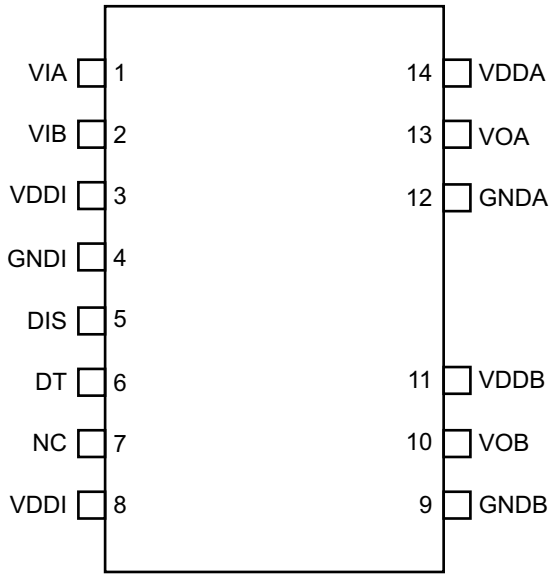 VIA 1 14 VDDA
VIB 2 13 VOA
VDDI 3 12 GNDA
GNDI 4
DIS 5
DT 6 11 VDDB
NC 7 10 VOB
VDDI 8 9 GNDB